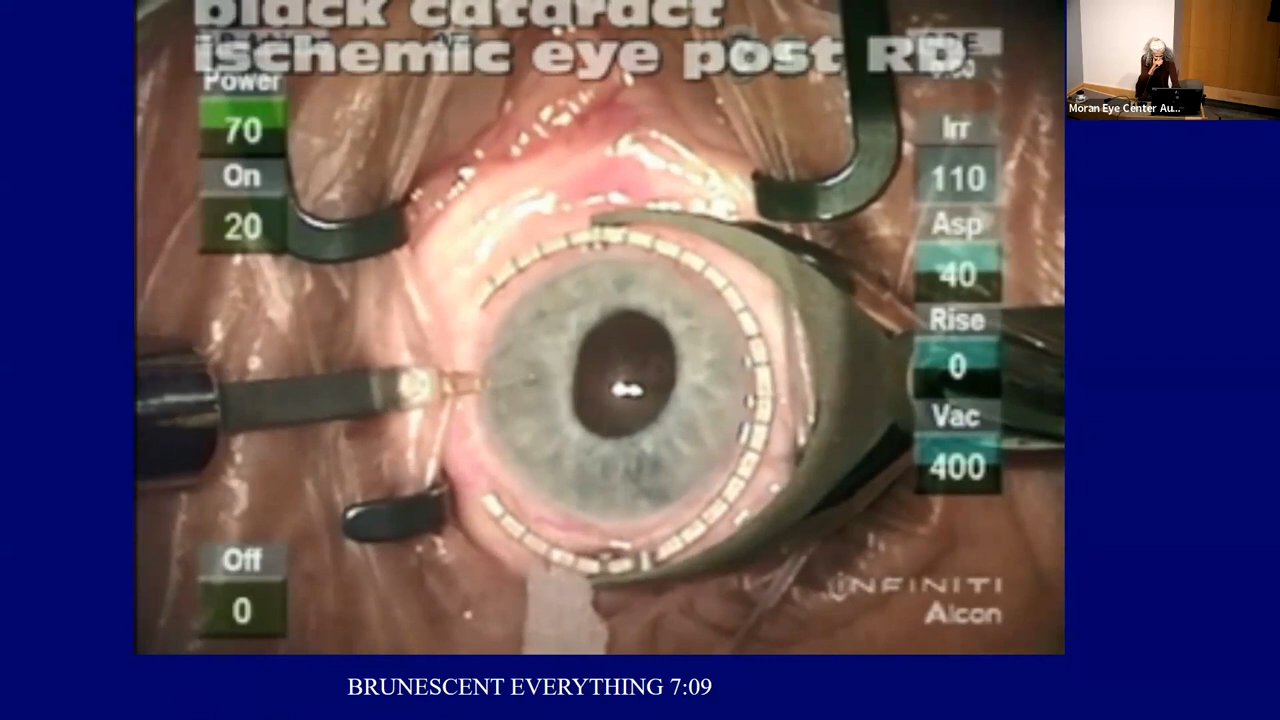 black cataract
ischemic eye post RD
Power
70
On
20
Off
0
Irr
110
Asp
40
Rise
0
Vac
400
INFINITI
Alcon
Moran Eye Center Au...
BRUNESCENT EVERYTHING 7:09